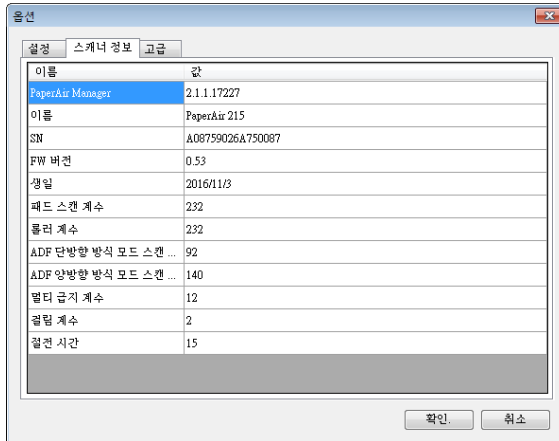 옵션
설정 스캐너 정보 고급
이름 값
PaperAir Manager 2.1.1.17227
이름 PaperAir 215
SN A08759026A750087
FW 버전 0.53
생일 2016/11/3
패드 스캔 계수 232
롤러 계수 232
ADF 단방향 방식 모드 스캔 ... 92
ADF 양방향 방식 모드 스캔 ... 140
멀티 급지 계수 12
걸림 계수 2
절전 시간 15
확인. 취소